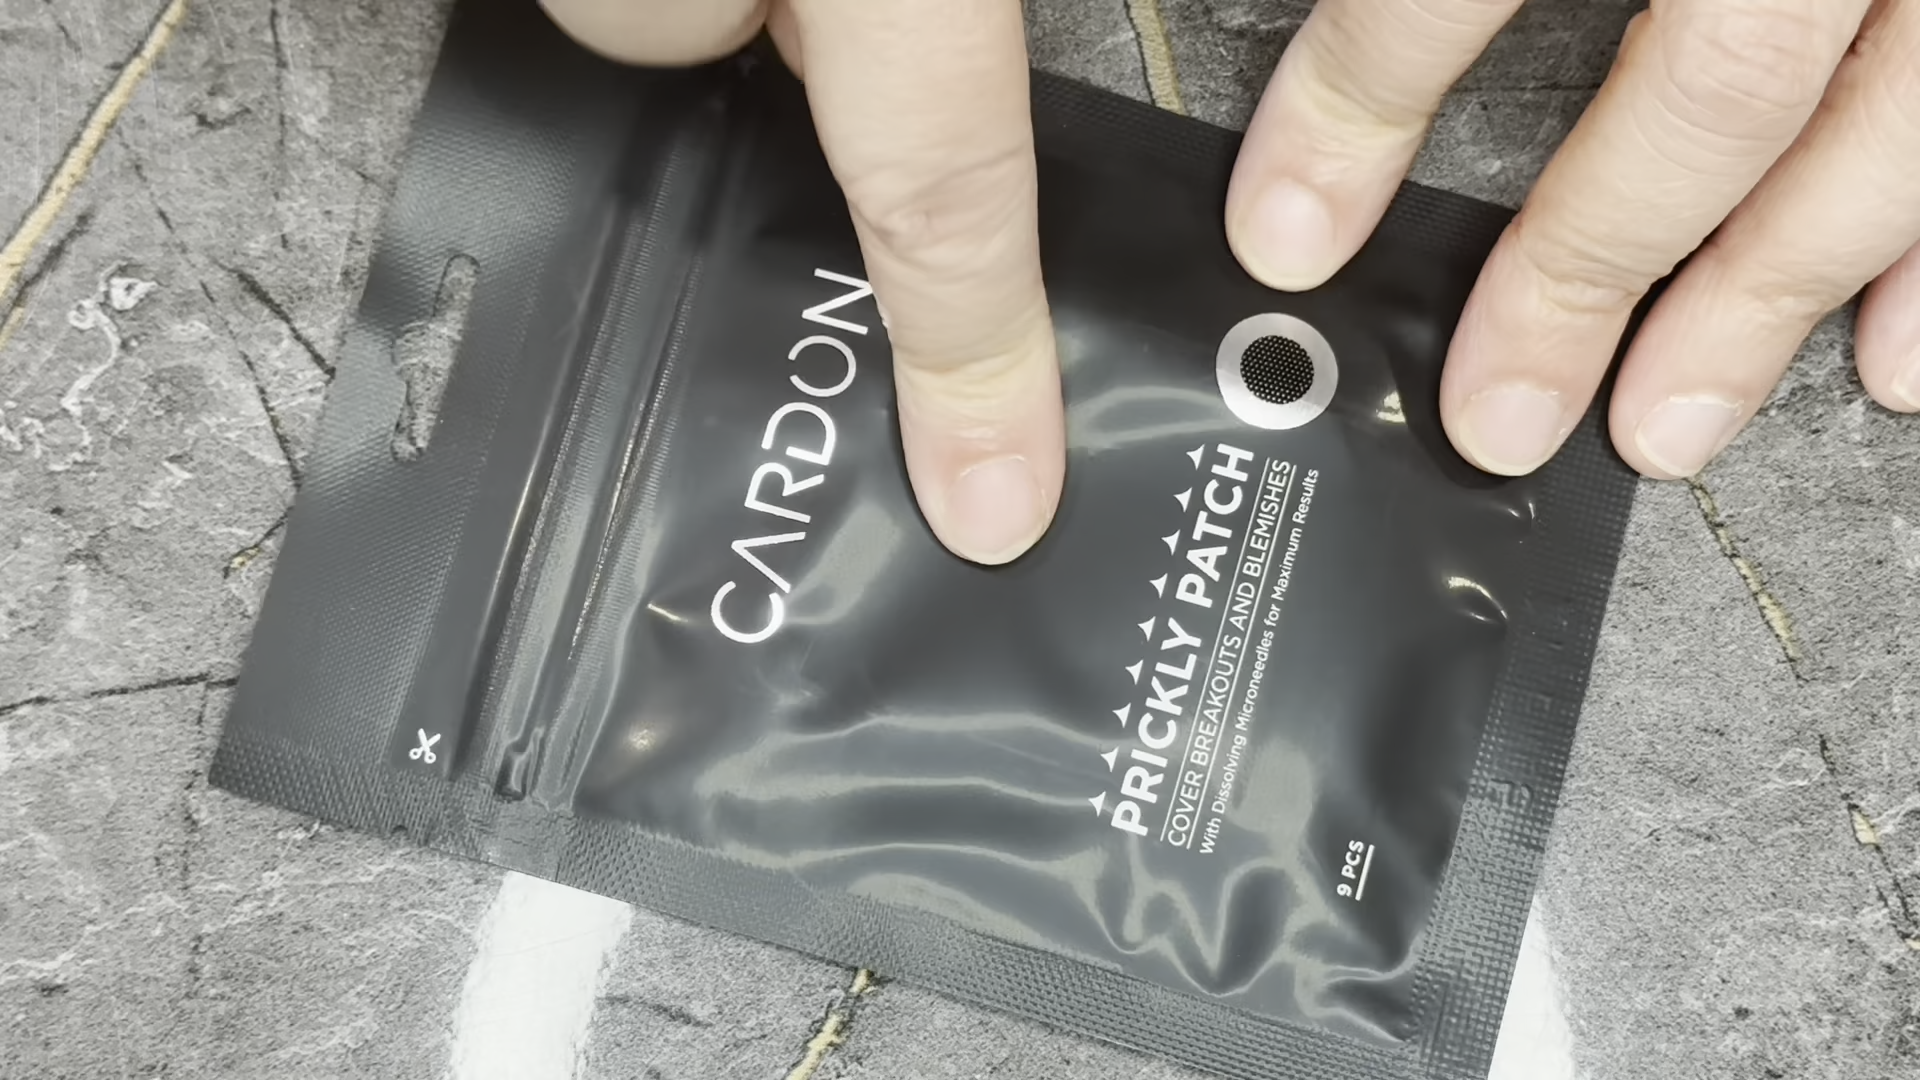 CARDON
PRICKLY PATCH
COVER BREAKOUTS AND BLEMISHES
With Dissolving Microneedles for Maximum Results
9 PCS